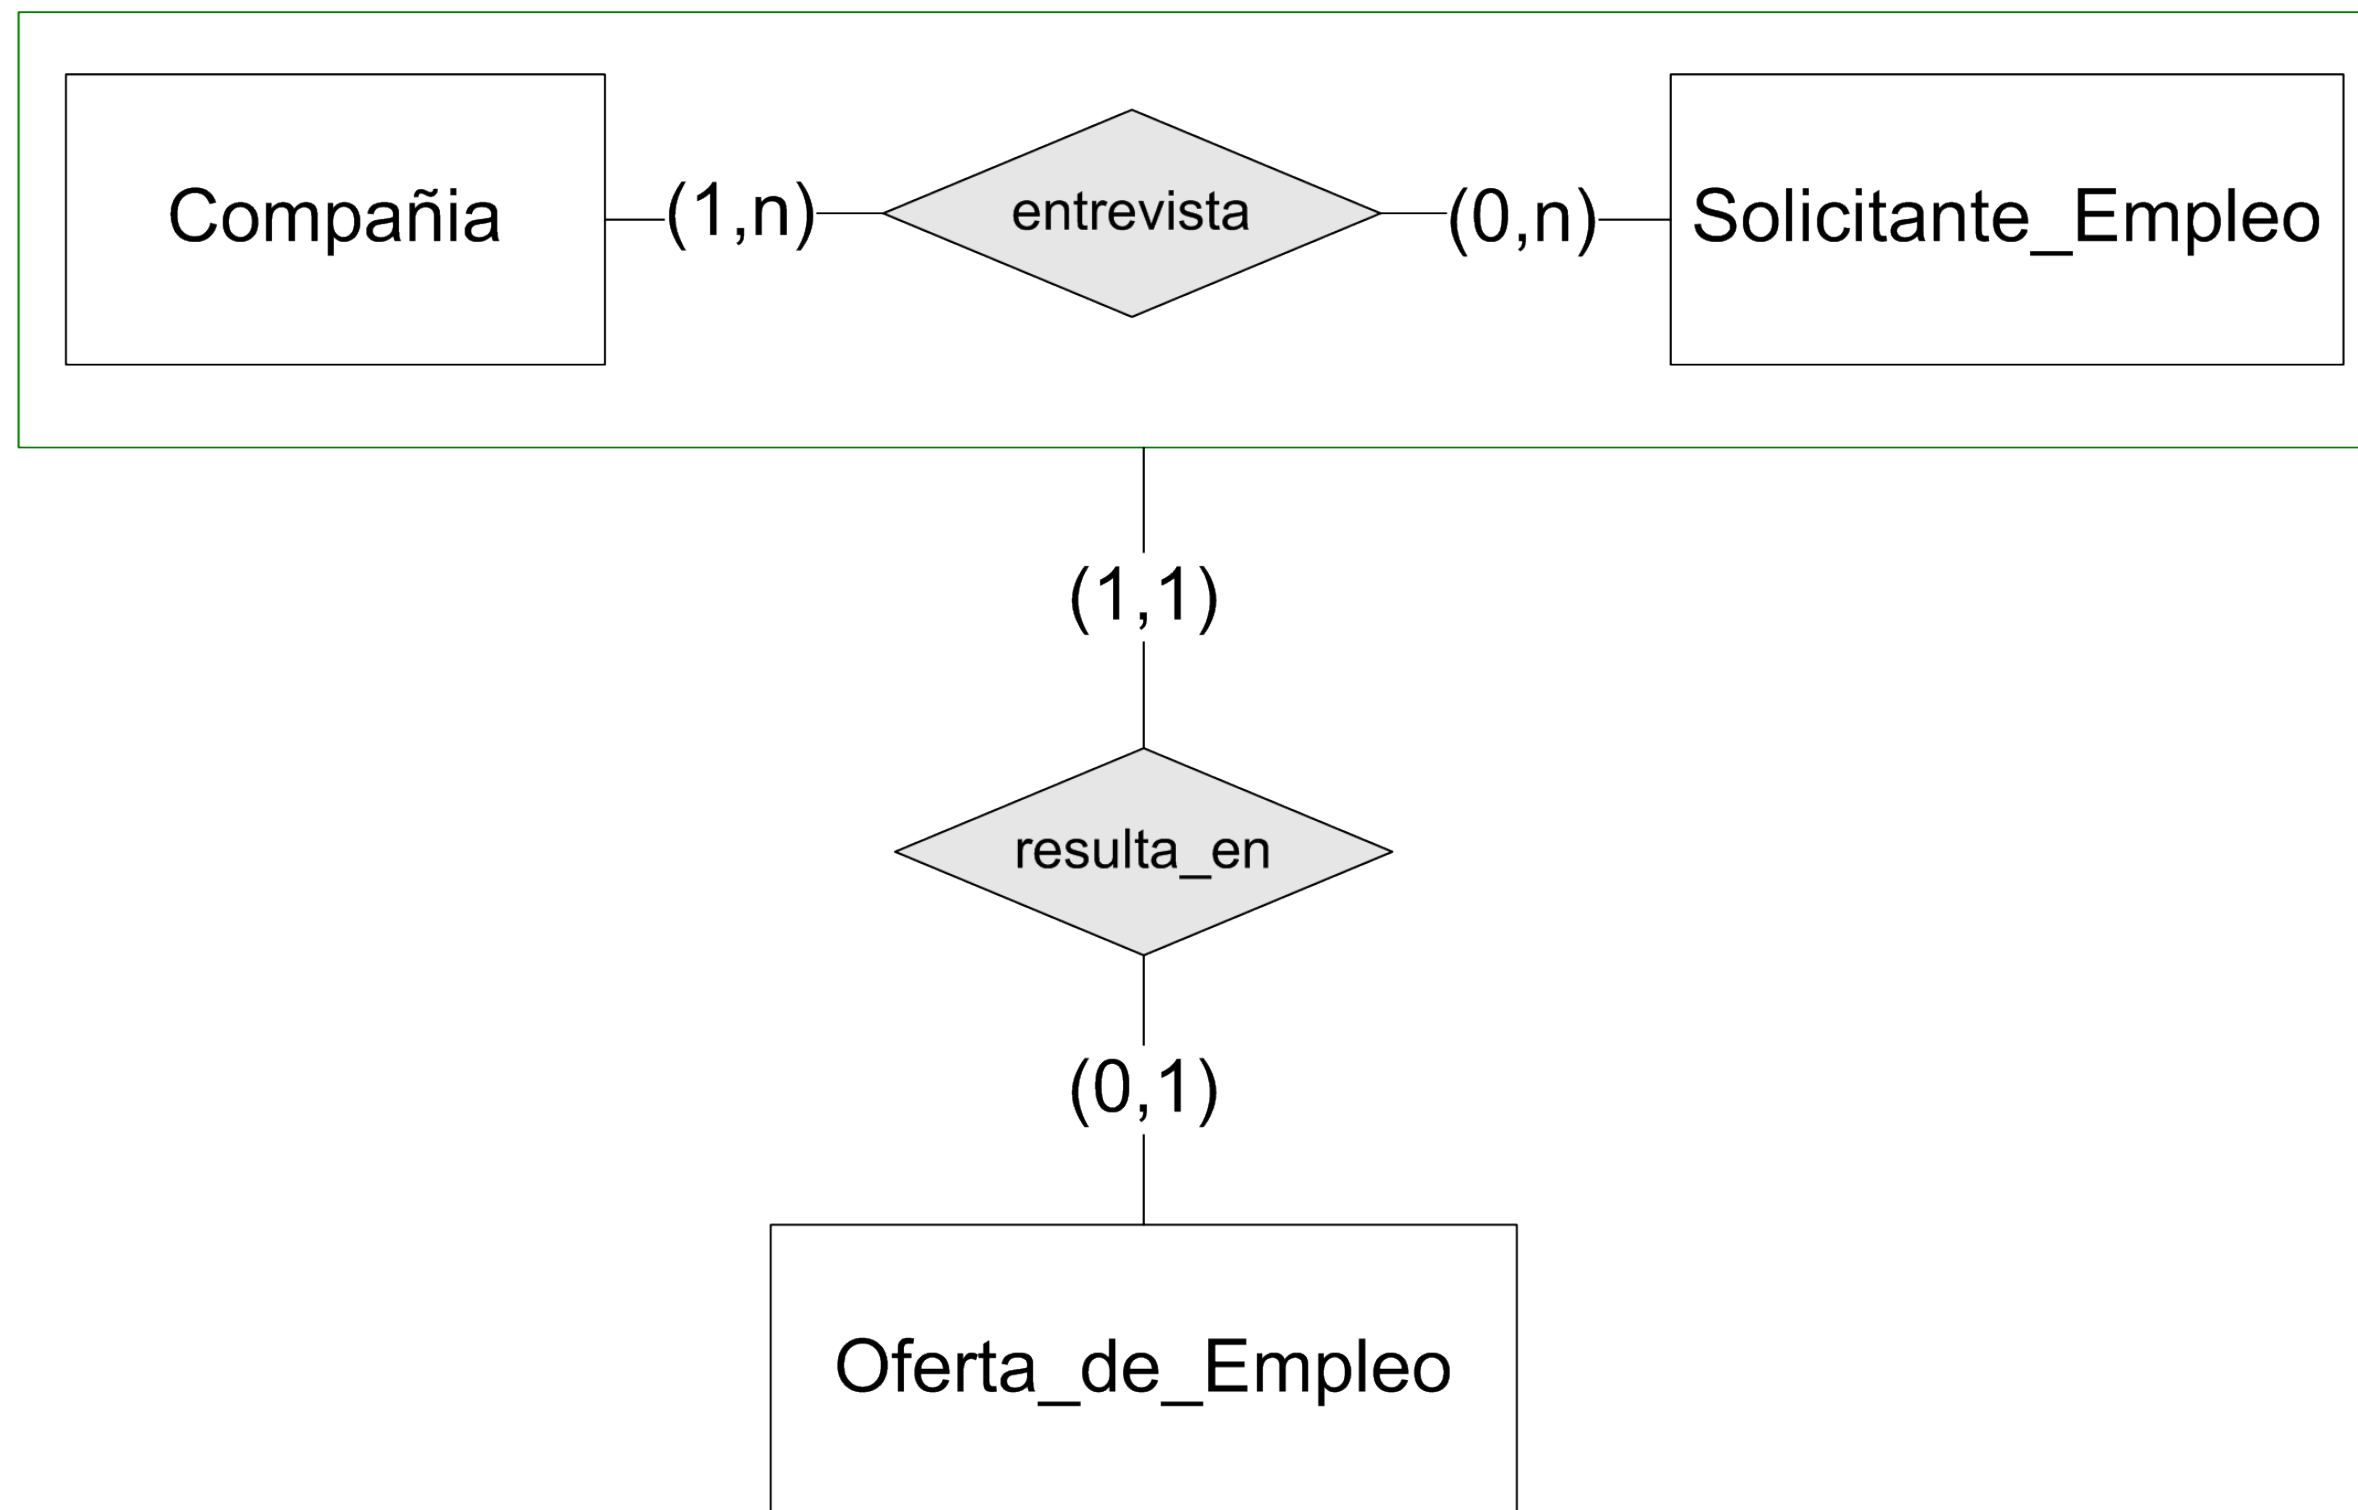 Compañia (1,n) entrevista (0,n) Solicitante_Empleo
(1,1)
resulta_en
(0,1)
Oferta_de_Empleo